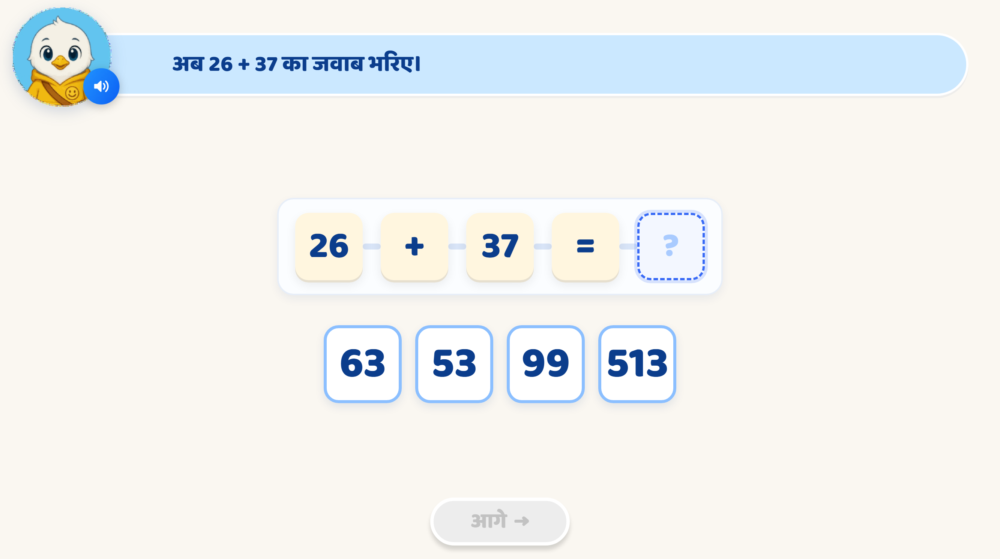 अब 26 + 37 का जवाब भरिए।
26 + 37 = ?
63 53 99 513
आगे →